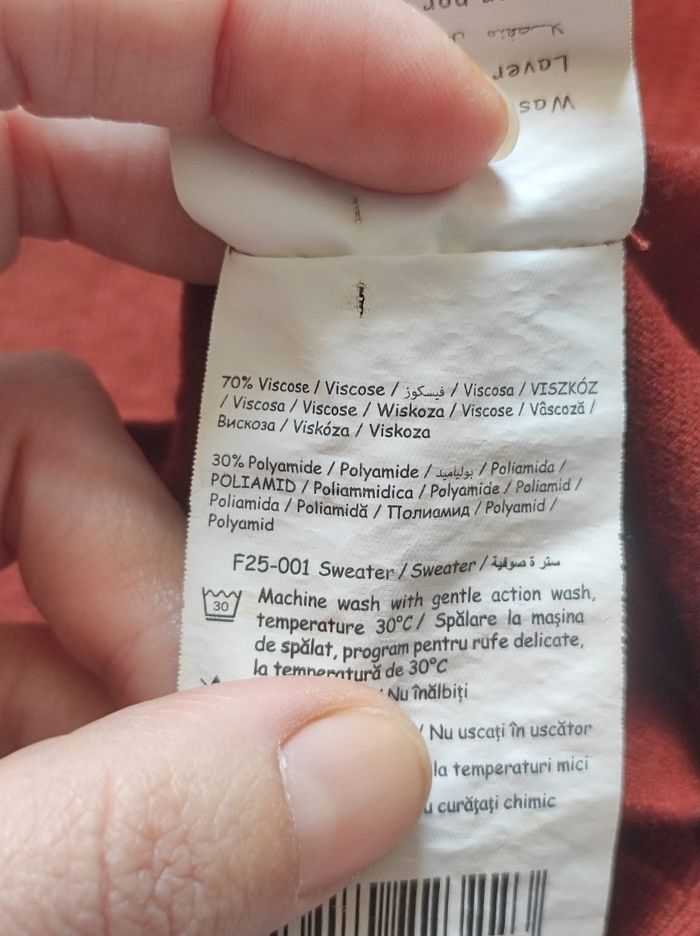 Laver
Was
70% Viscose / Viscose / فيسكوز / Viscosa / VISZKÓZ
/ Viscosa / Viscose / Wiskoza / Viscose / Vâscoză /
Вискоза / Viskóza / Viskoza
30% Polyamide / Polyamide / بولياميد / Poliamida /
POLIAMID / Poliammidica / Polyamide / Poliamid /
Poliamida / Poliamidă / Полиамид / Polyamid /
Polyamid
F25-001 Sweater / Sweater / سترة صوفية
30
Machine wash with gentle action wash,
temperature 30°C / Spălare la mașina
de spălat, program pentru rufe delicate,
la temperatură de 30°C
/ Nu înălbiți
/ Nu uscați în uscător
la temperaturi mici
u curățați chimic